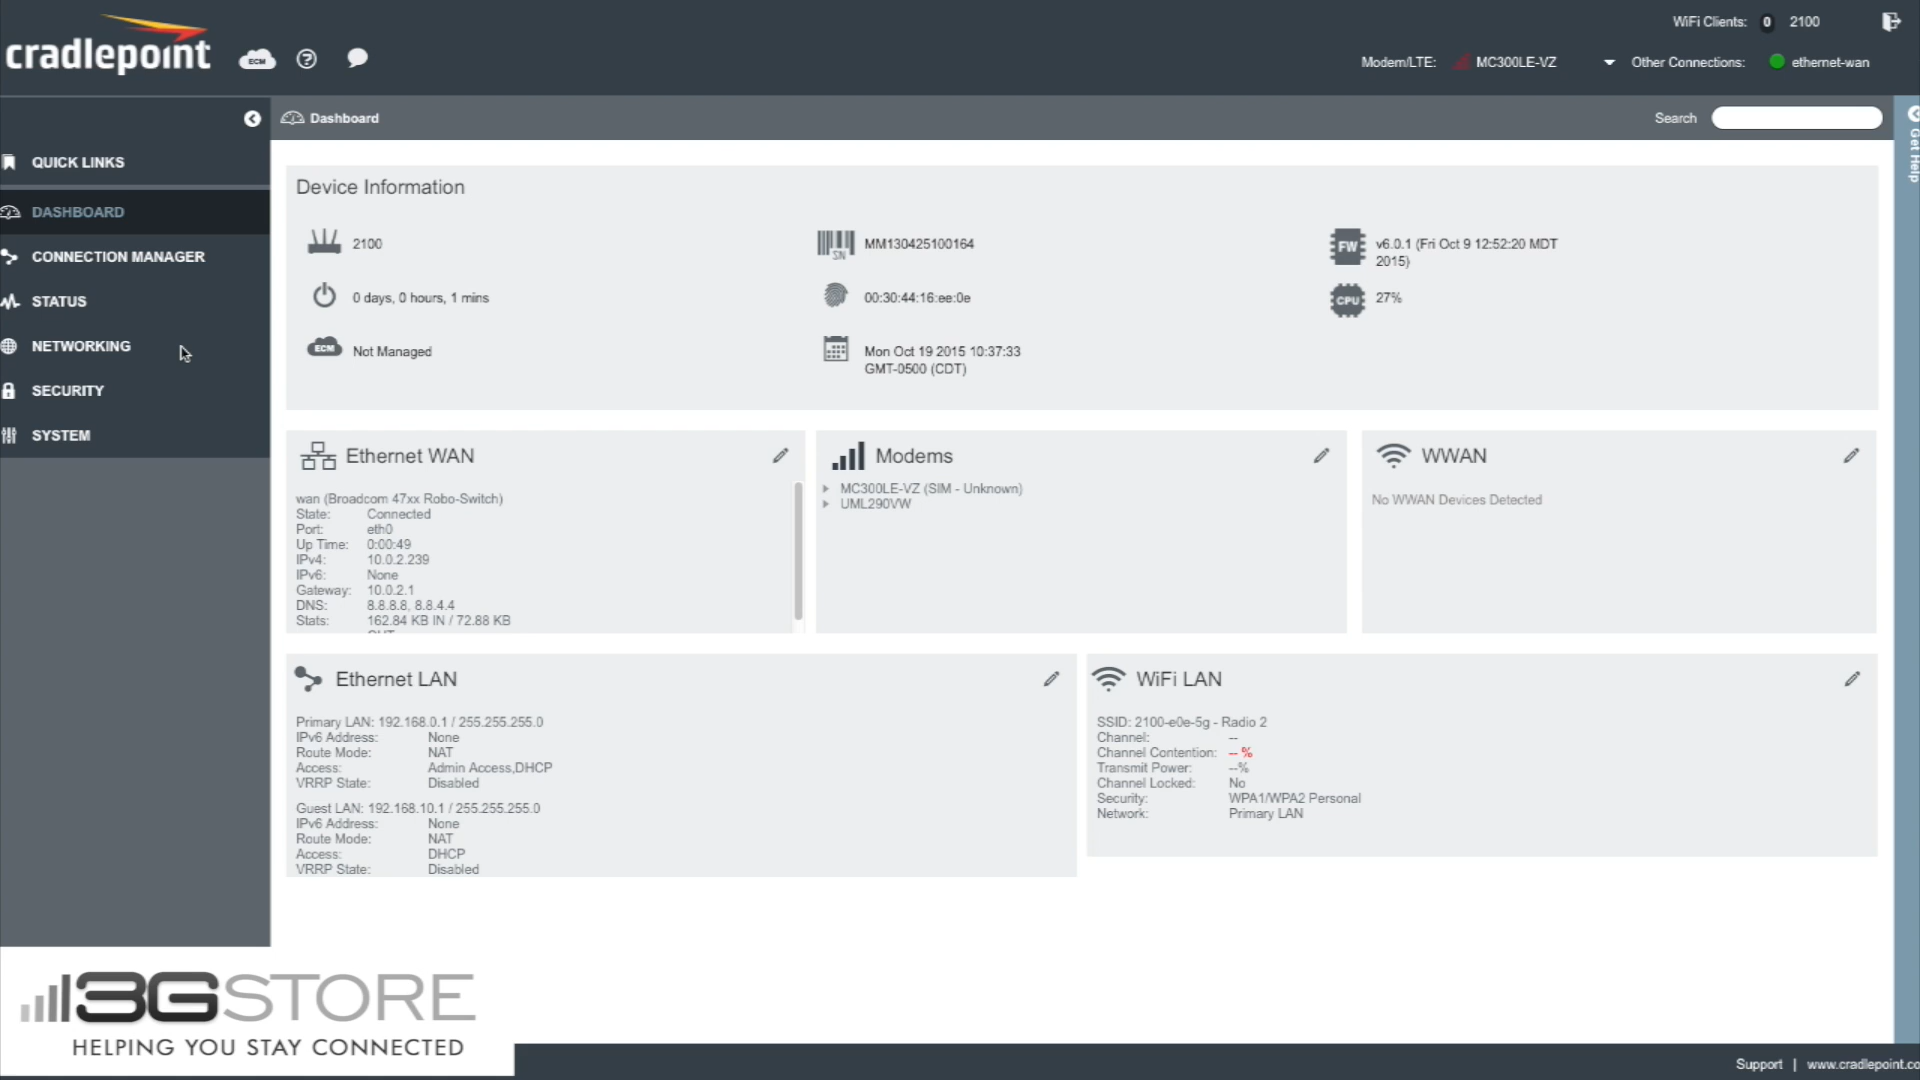 cradlepoint
ECM
WiFi Clients: 0 2100
Modem/LTE: MC300LE-VZ Other Connections: ethernet-wan
Dashboard
Search
Get Help
QUICK LINKS
DASHBOARD
CONNECTION MANAGER
STATUS
NETWORKING
SECURITY
SYSTEM
Device Information
2100
SN MM130425100164
FW v6.0.1 (Fri Oct 9 12:52:20 MDT
2015)
0 days, 0 hours, 1 mins
00:30:44:16:ee:0e
CPU 27%
ECM Not Managed
Mon Oct 19 2015 10:37:33
GMT-0500 (CDT)
Ethernet WAN
wan (Broadcom 47xx Robo-Switch)
State: Connected
Port: eth0
Up Time: 0:00:49
IPv4: 10.0.2.239
IPv6: None
Gateway: 10.0.2.1
DNS: 8.8.8.8, 8.8.4.4
Stats: 162.84 KB IN / 72.88 KB
Modems
MC300LE-VZ (SIM - Unknown)
UML290VW
WWAN
No WWAN Devices Detected
Ethernet LAN
Primary LAN: 192.168.0.1 / 255.255.255.0
IPv6 Address: None
Route Mode: NAT
Access: Admin Access,DHCP
VRRP State: Disabled
Guest LAN: 192.168.10.1 / 255.255.255.0
IPv6 Address: None
Route Mode: NAT
Access: DHCP
VRRP State: Disabled
WiFi LAN
SSID: 2100-e0e-5g - Radio 2
Channel: --
Channel Contention: -- %
Transmit Power: --%
Channel Locked: No
Security: WPA1/WPA2 Personal
Network: Primary LAN
3GSTORE
HELPING YOU STAY CONNECTED
Support | www.cradlepoint.co